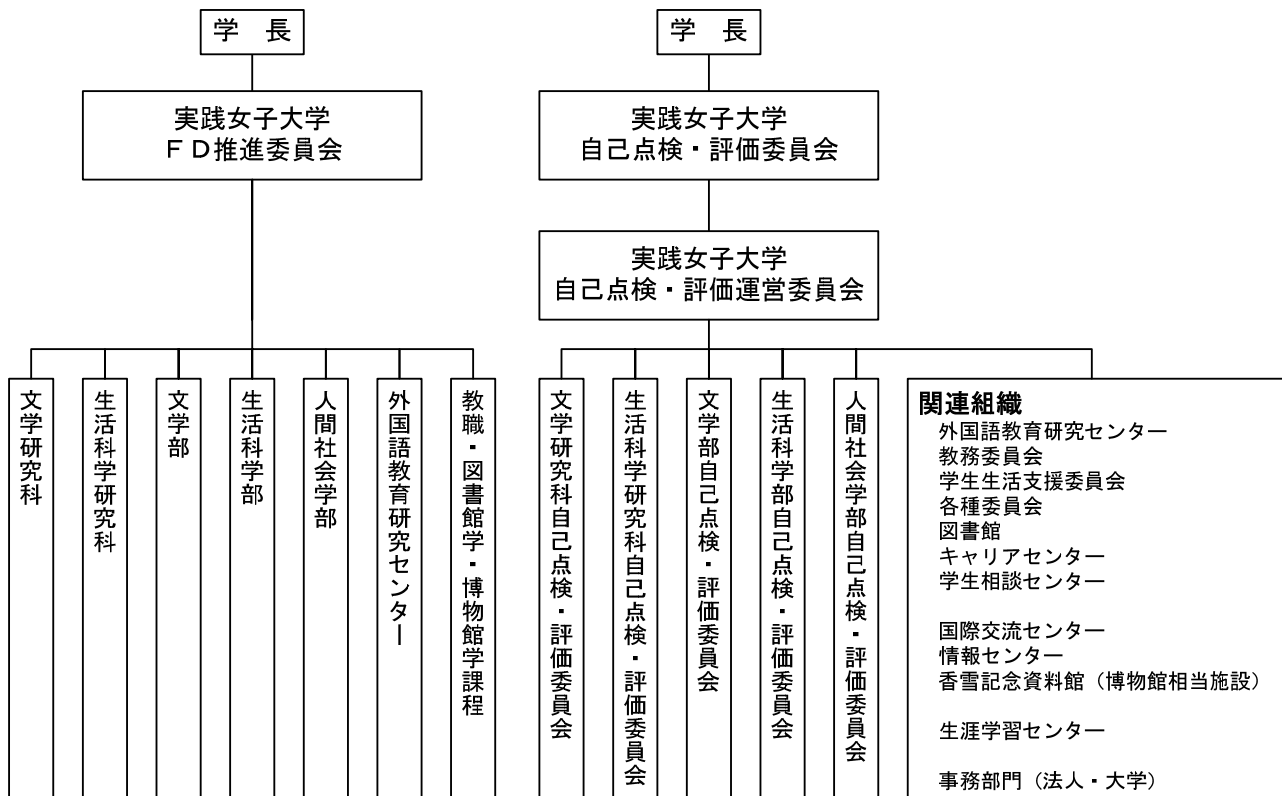 学　長
実践女子大学
ＦＤ推進委員会
文学研究科
生活科学研究科
文学部
生活科学部
人間社会学部
外国語教育研究センター
教職・図書館学・博物館学課程
学　長
実践女子大学
自己点検・評価委員会
実践女子大学
自己点検・評価運営委員会
文学研究科自己点検・評価委員会
生活科学研究科自己点検・評価委員会
文学部自己点検・評価委員会
生活科学部自己点検・評価委員会
人間社会学部自己点検・評価委員会
関連組織
外国語教育研究センター
教務委員会
学生生活支援委員会
各種委員会
図書館
キャリアセンター
学生相談センター
国際交流センター
情報センター
香雪記念資料館（博物館相当施設）
生涯学習センター
事務部門（法人・大学）